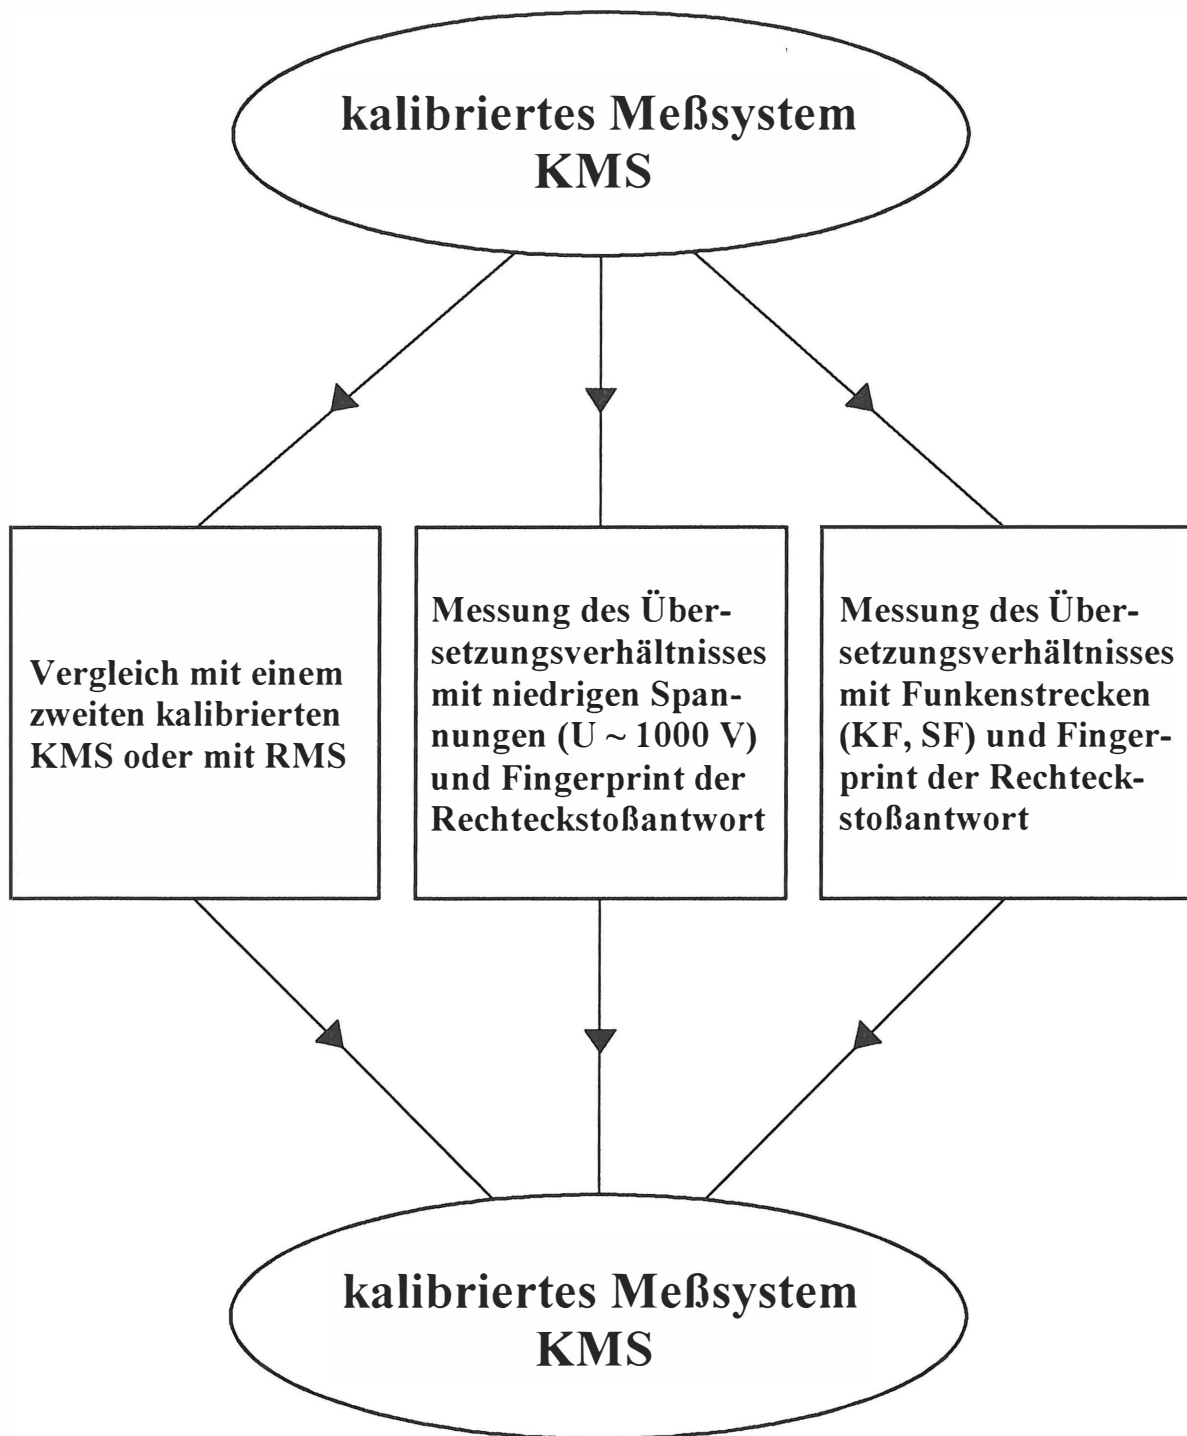 kalibriertes Meßsystem
KMS
Vergleich mit einem
zweiten kalibrierten
KMS oder mit RMS
Messung des Über-
setzungsverhältnisses
mit niedrigen Span-
nungen (U ~ 1000 V)
und Fingerprint der
Rechteckstoßantwort
Messung des Über-
setzungsverhältnisses
mit Funkenstrecken
(KF, SF) und Finger-
print der Rechteck-
stoßantwort
kalibriertes Meßsystem
KMS